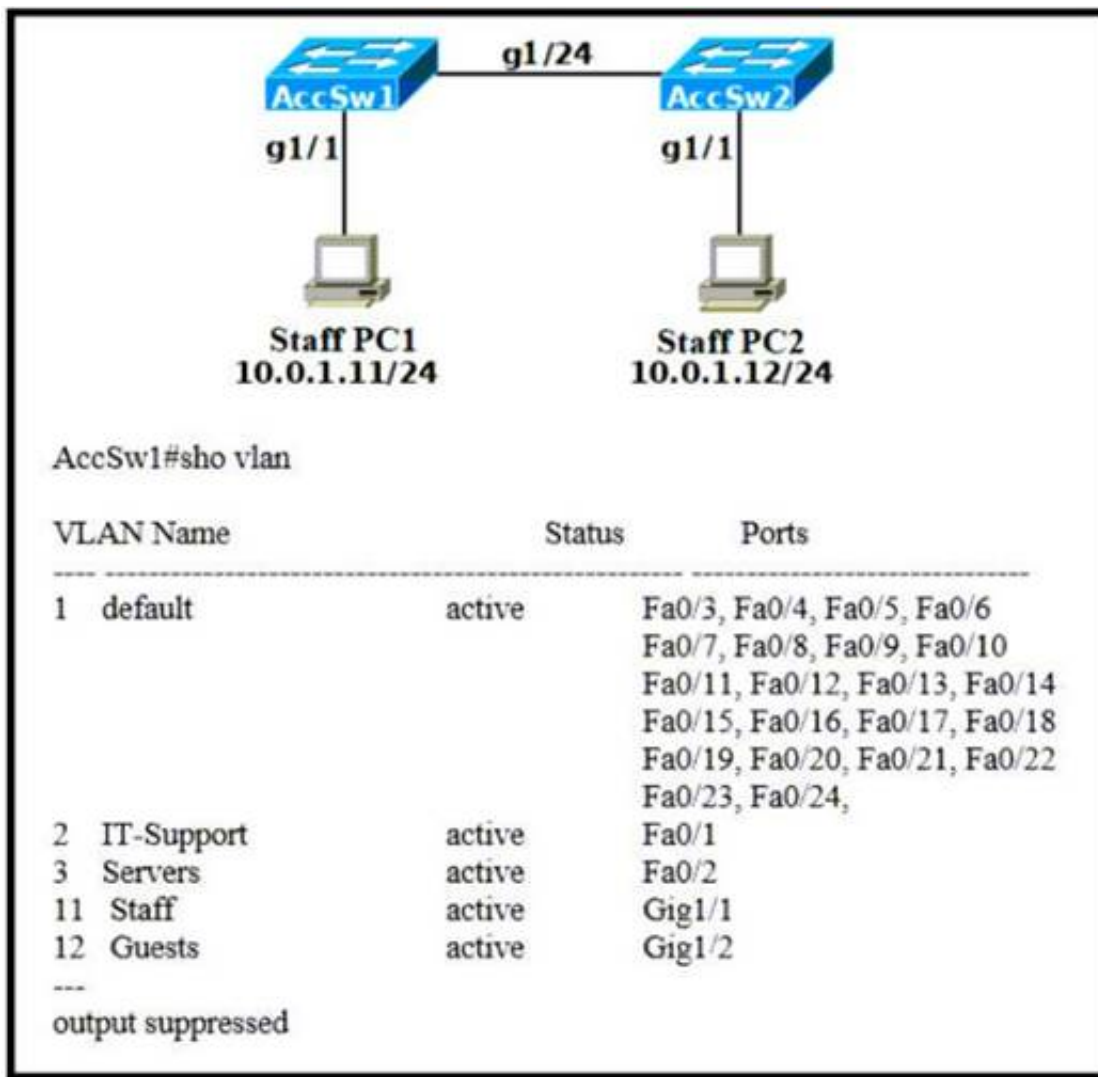 g1/24
AccSw1 AccSw2
g1/1 g1/1
Staff PC1 Staff PC2
10.0.1.11/24 10.0.1.12/24
AccSw1#sho vlan
VLAN Name Status Ports
---- -------------------------------------------------------- --------------------------------
1 default active Fa0/3, Fa0/4, Fa0/5, Fa0/6
Fa0/7, Fa0/8, Fa0/9, Fa0/10
Fa0/11, Fa0/12, Fa0/13, Fa0/14
Fa0/15, Fa0/16, Fa0/17, Fa0/18
Fa0/19, Fa0/20, Fa0/21, Fa0/22
Fa0/23, Fa0/24,
2 IT-Support active Fa0/1
3 Servers active Fa0/2
11 Staff active Gig1/1
12 Guests active Gig1/2
---
output suppressed